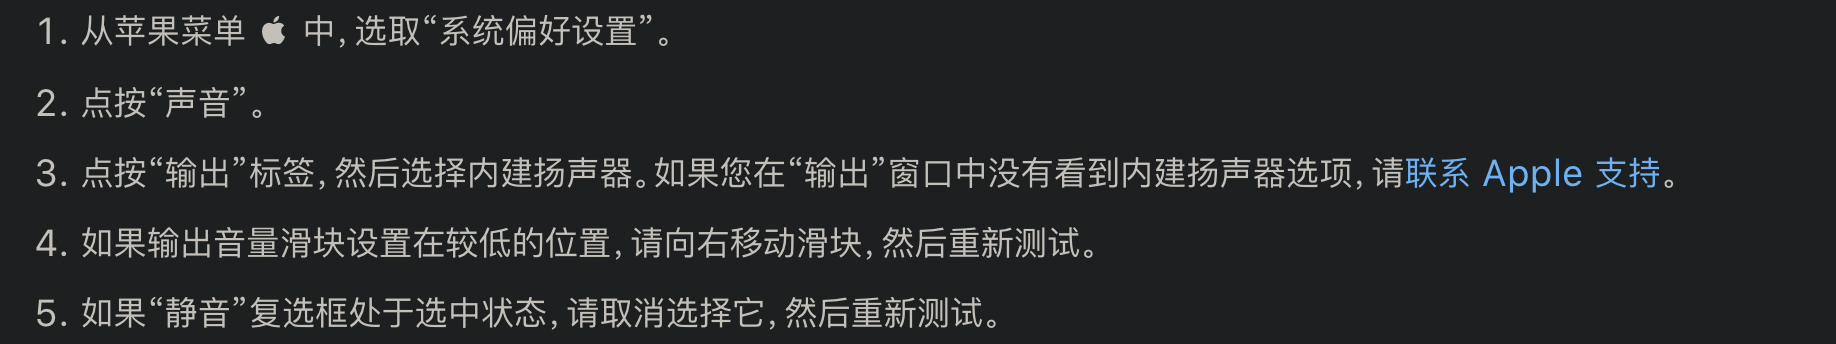 1. 从苹果菜单  中，选取“系统偏好设置”。
2. 点按“声音”。
3. 点按“输出”标签，然后选择内建扬声器。如果您在“输出”窗口中没有看到内建扬声器选项，请联系 Apple 支持。
4. 如果输出音量滑块设置在较低的位置，请向右移动滑块，然后重新测试。
5. 如果“静音”复选框处于选中状态，请取消选择它，然后重新测试。